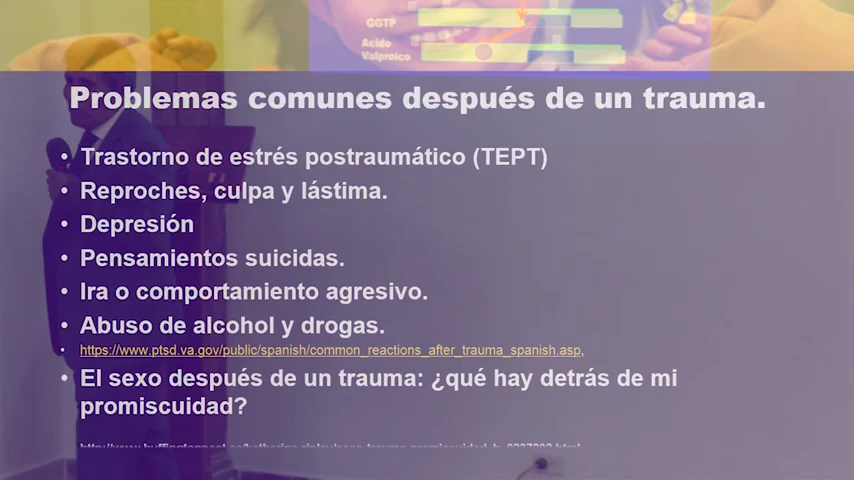 GGTP
Acido
Valproico
Problemas comunes después de un trauma.
• Trastorno de estrés postraumático (TEPT)
• Reproches, culpa y lástima.
• Depresión
• Pensamientos suicidas.
• Ira o comportamiento agresivo.
• Abuso de alcohol y drogas.
• https://www.ptsd.va.gov/public/spanish/common_reactions_after_trauma_spanish.asp,
• El sexo después de un trauma: ¿qué hay detrás de mi
promiscuidad?